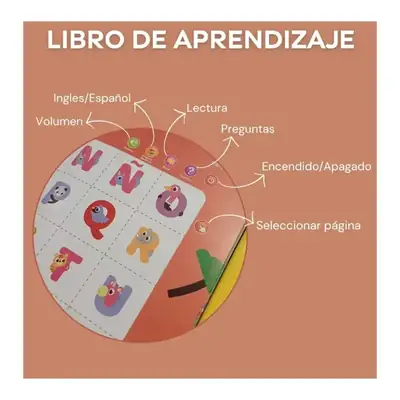 LIBRO DE APRENDIZAJE
Ingles/Español
Lectura
Volumen
Preguntas
Encendido/Apagado
Seleccionar página
N Ñ O
P Q R
T U